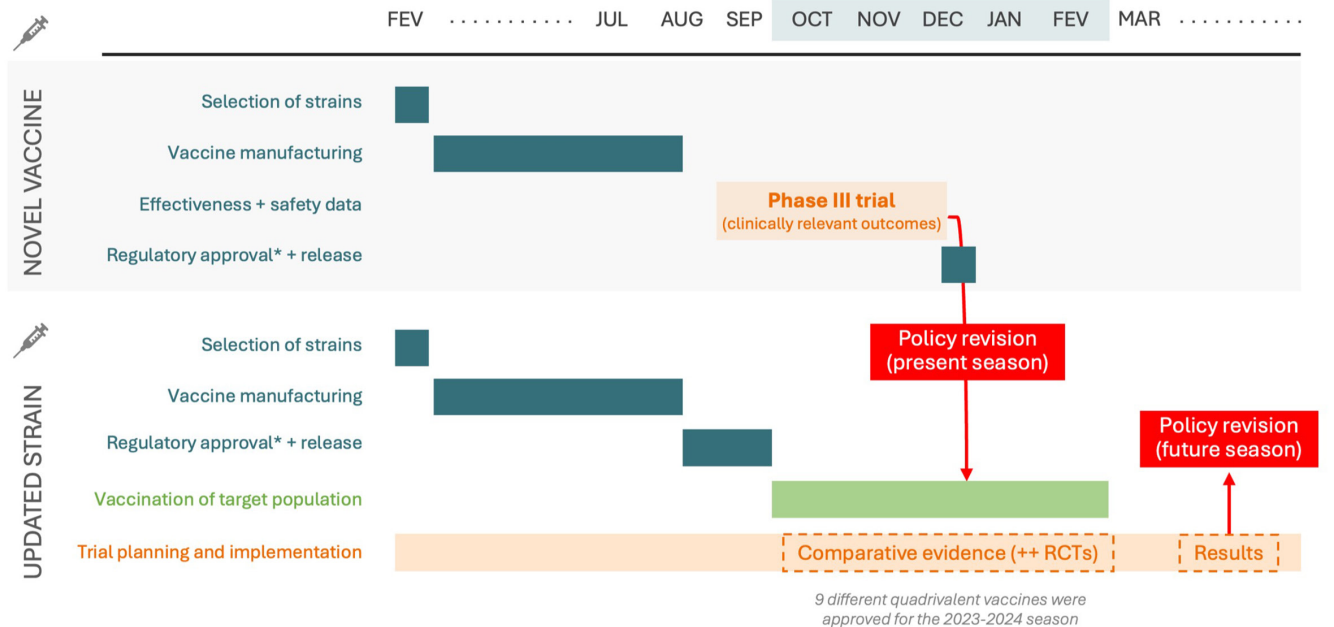 FEV .......... JUL AUG SEP OCT NOV DEC JAN FEV MAR ..........
NOVEL VACCINE
Selection of strains
Vaccine manufacturing
Effectiveness + safety data
Phase III trial
(clinically relevant outcomes)
Regulatory approval* + release
UPDATED STRAIN
Policy revision
(present season)
Selection of strains
Vaccine manufacturing
Regulatory approval* + release
Policy revision
(future season)
Vaccination of target population
Trial planning and implementation
Comparative evidence (++ RCTs)
Results
9 different quadrivalent vaccines were
approved for the 2023-2024 season